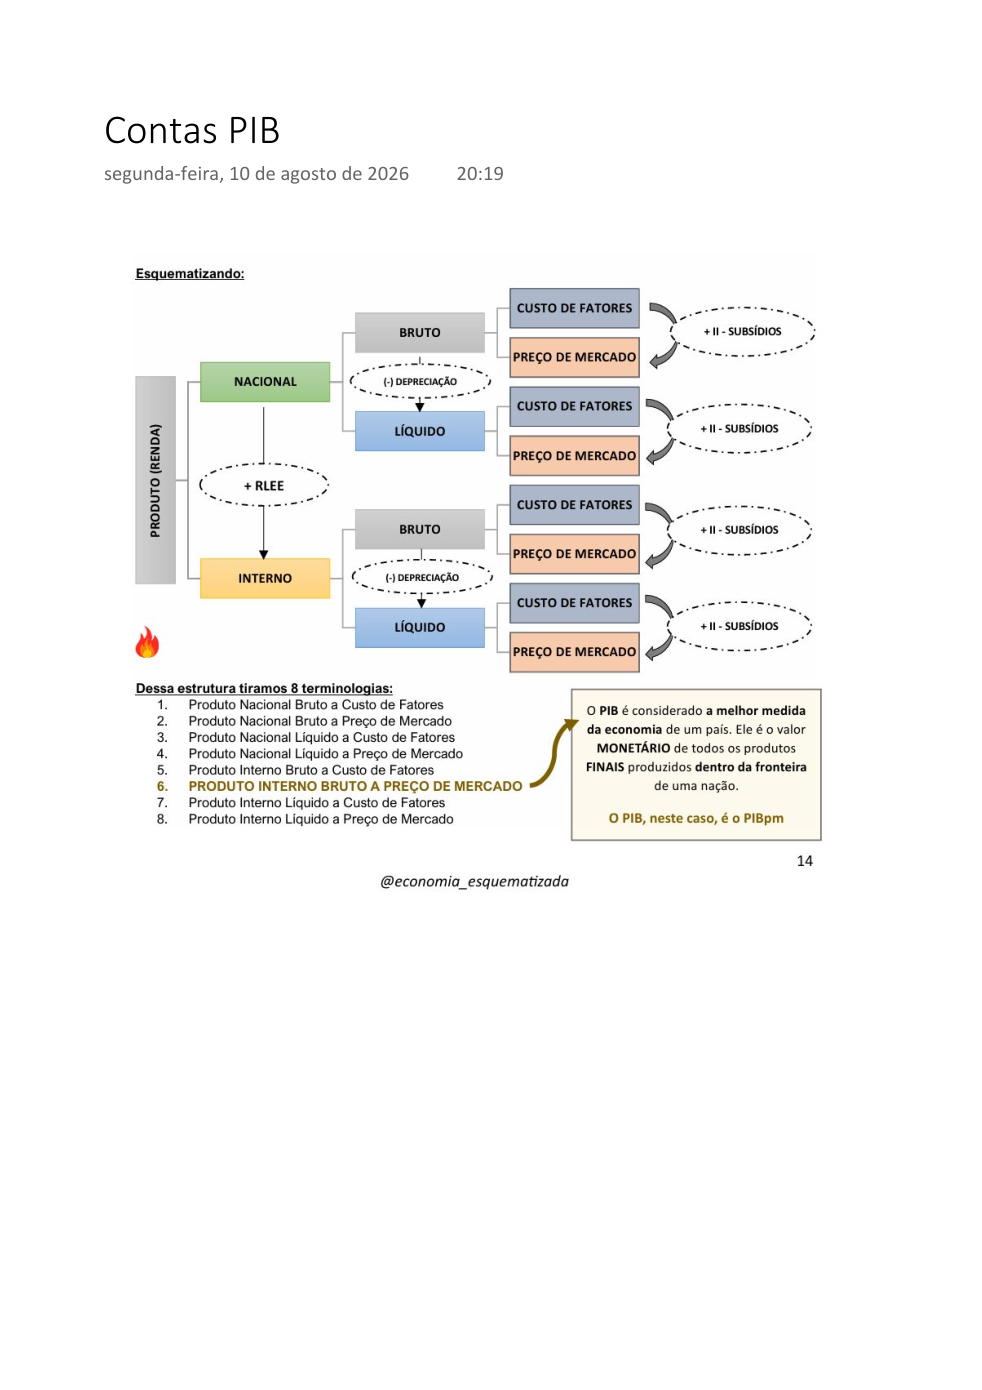 Contas PIB
segunda-feira, 10 de agosto de 2026 20:19
Esquematizando:
PRODUTO (RENDA)
NACIONAL
+ RLEE
INTERNO
BRUTO
(-) DEPRECIAÇÃO
LÍQUIDO
CUSTO DE FATORES
PREÇO DE MERCADO
+ II - SUBSÍDIOS
CUSTO DE FATORES
PREÇO DE MERCADO
+ II - SUBSÍDIOS
BRUTO
(-) DEPRECIAÇÃO
LÍQUIDO
CUSTO DE FATORES
PREÇO DE MERCADO
+ II - SUBSÍDIOS
CUSTO DE FATORES
PREÇO DE MERCADO
+ II - SUBSÍDIOS
Dessa estrutura tiramos 8 terminologias:
1. Produto Nacional Bruto a Custo de Fatores
2. Produto Nacional Bruto a Preço de Mercado
3. Produto Nacional Líquido a Custo de Fatores
4. Produto Nacional Líquido a Preço de Mercado
5. Produto Interno Bruto a Custo de Fatores
6. PRODUTO INTERNO BRUTO A PREÇO DE MERCADO
7. Produto Interno Líquido a Custo de Fatores
8. Produto Interno Líquido a Preço de Mercado
O PIB é considerado a melhor medida
da economia de um país. Ele é o valor
MONETÁRIO de todos os produtos
FINAIS produzidos dentro da fronteira
de uma nação.
O PIB, neste caso, é o PIBpm
14
@economia_esquematizada